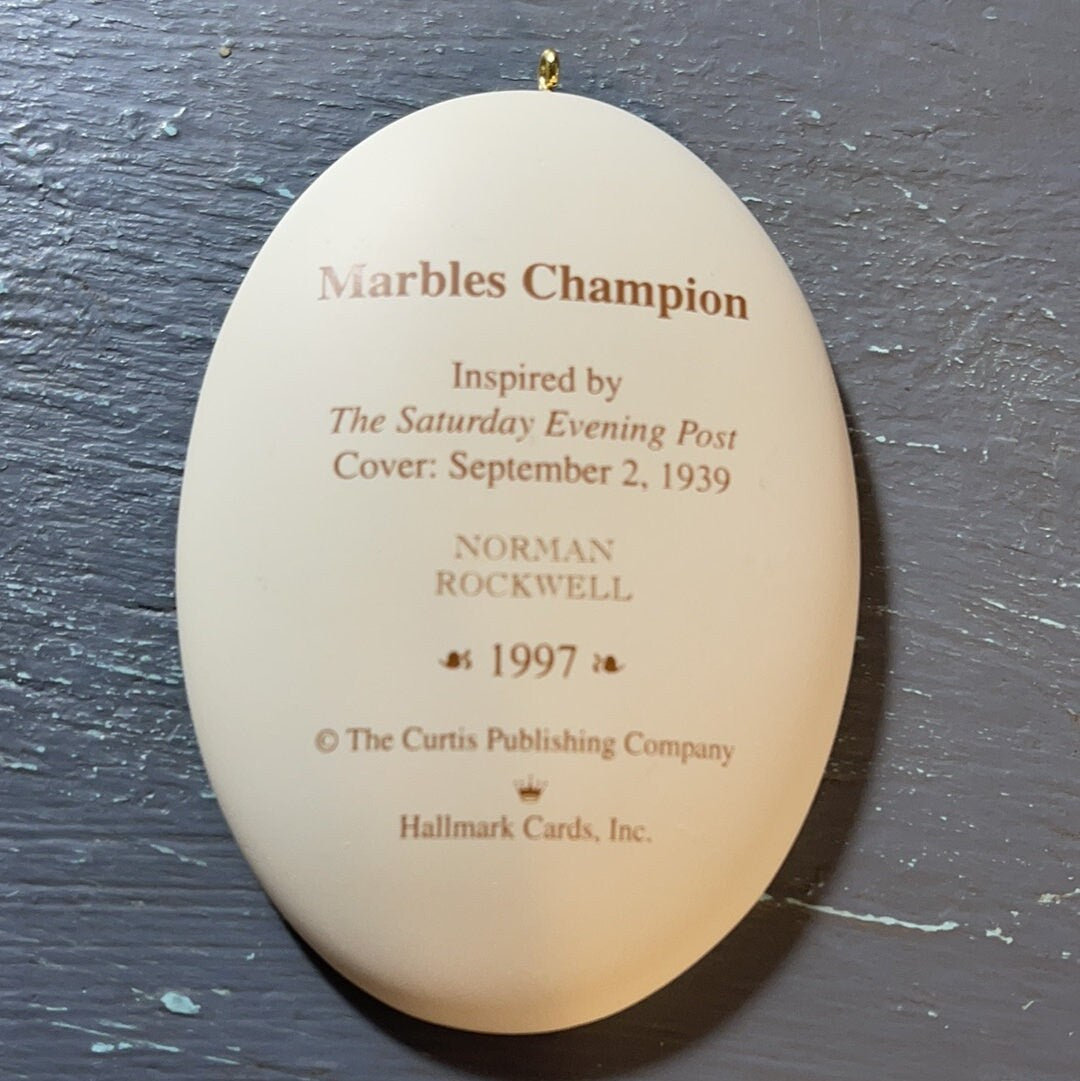 Marbles Champion
Inspired by
The Saturday Evening Post
Cover: September 2, 1939
NORMAN
ROCKWELL
1997
© The Curtis Publishing Company
Hallmark Cards, Inc.